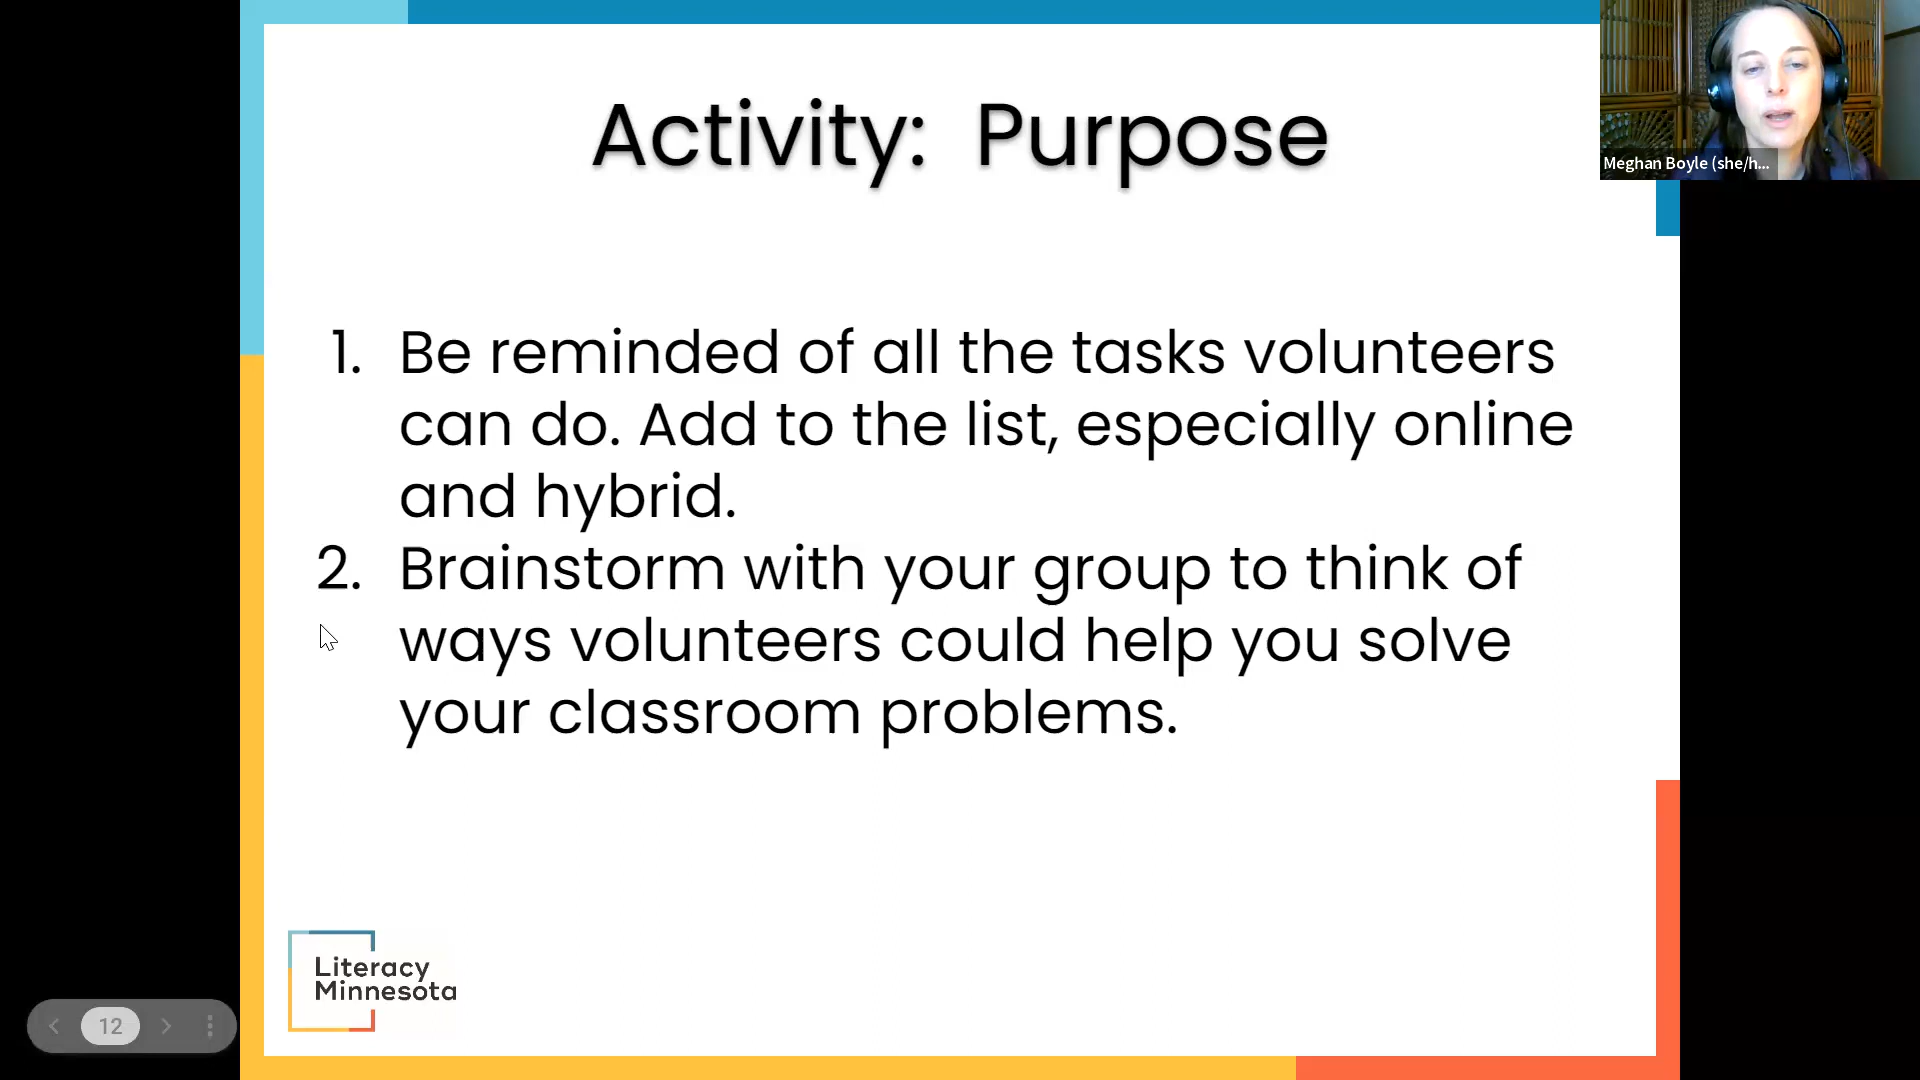 Activity: Purpose
Meghan Boyle (she/h...
1. Be reminded of all the tasks volunteers
can do. Add to the list, especially online
and hybrid.
2. Brainstorm with your group to think of
ways volunteers could help you solve
your classroom problems.
Literacy
Minnesota
12